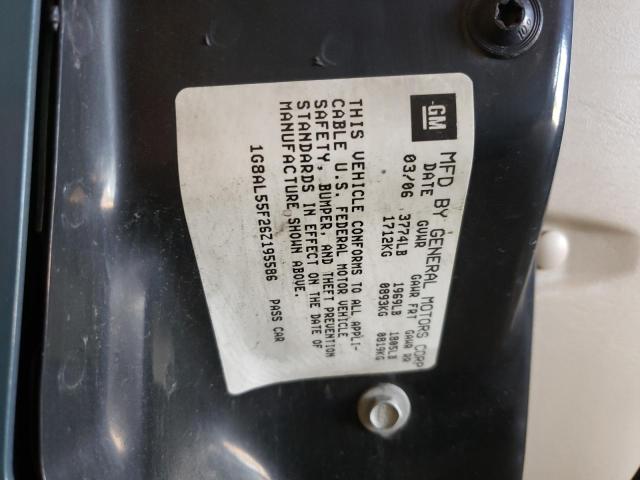 GM MFD BY GENERAL MOTORS CORP
DATE GVWR GAWR FRT GAWR RR
03/06 3774LB 1969LB 1805LB
1712KG 0893KG 0819KG
THIS VEHICLE CONFORMS TO ALL APPLI-
CABLE U.S. FEDERAL MOTOR VEHICLE
SAFETY, BUMPER, AND THEFT PREVENTION
STANDARDS IN EFFECT ON THE DATE OF
MANUFACTURE SHOWN ABOVE.
1G8AL55F26Z195586 PASS CAR